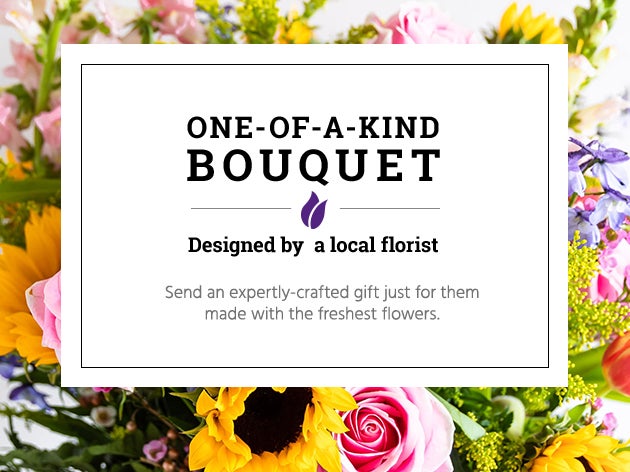 ONE-OF-A-KIND
BOUQUET
Designed by  a local florist
Send an expertly-crafted gift just for them
made with the freshest flowers.